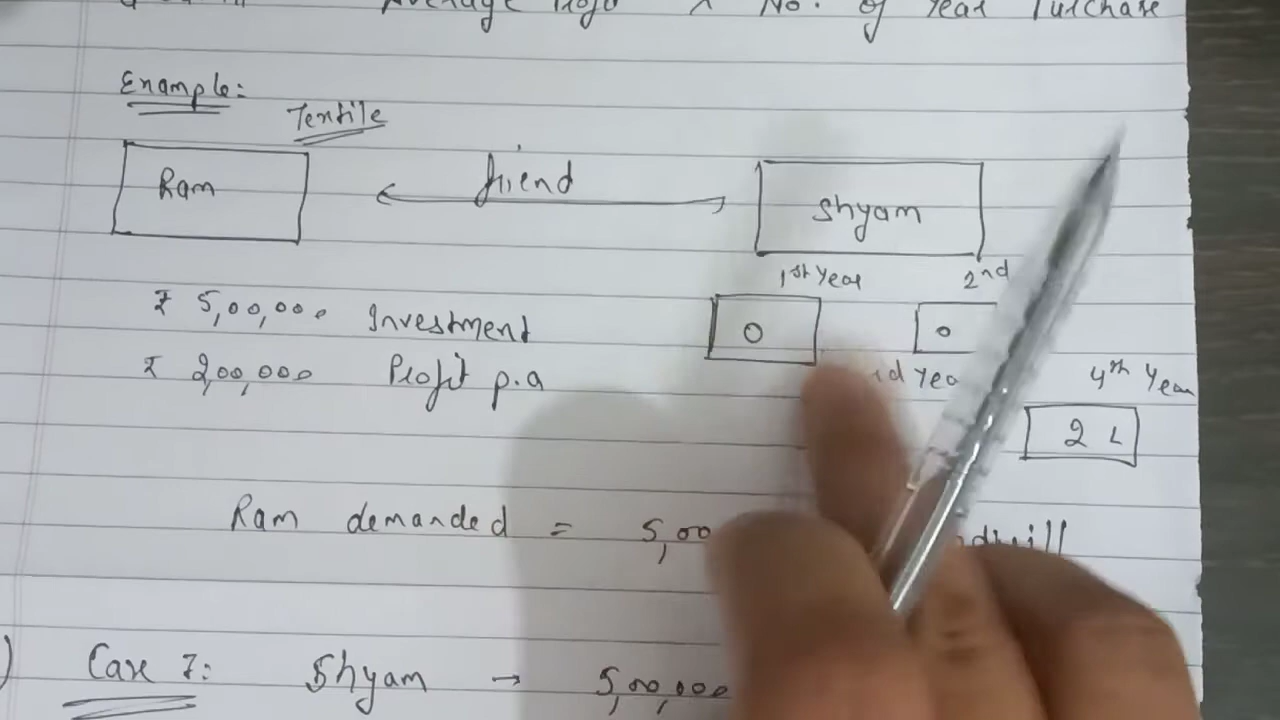 Average × No. of Year Purchase
Example:
Textile
Ram friend Shyam
1st Year 2nd
₹ 5,00,000 Investment 0 0
₹ 2,00,000 Profit p.a 4th Year
2 L
Ram demanded = 5,00
Case 7: Shyam → 5,00,000